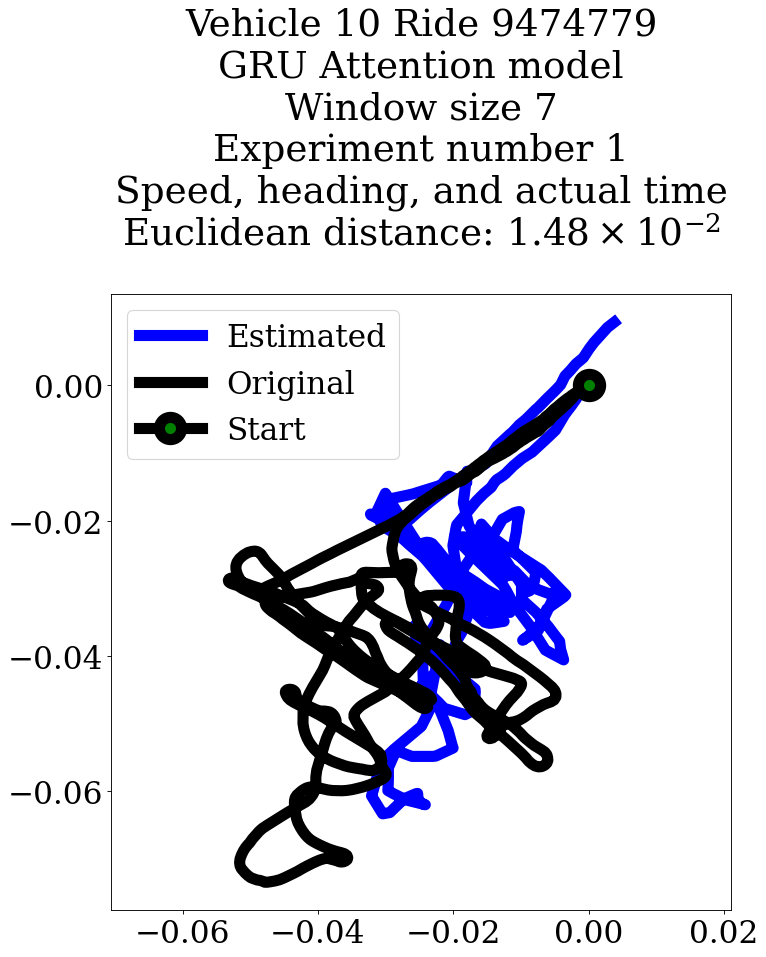 Vehicle 10 Ride 9474779
GRU Attention model
Window size 7
Experiment number 1
Speed, heading, and actual time
Euclidean distance: 1.48 × 10⁻²
Estimated
Original
Start
0.00
−0.02
−0.04
−0.06
−0.06 −0.04 −0.02 0.00 0.02